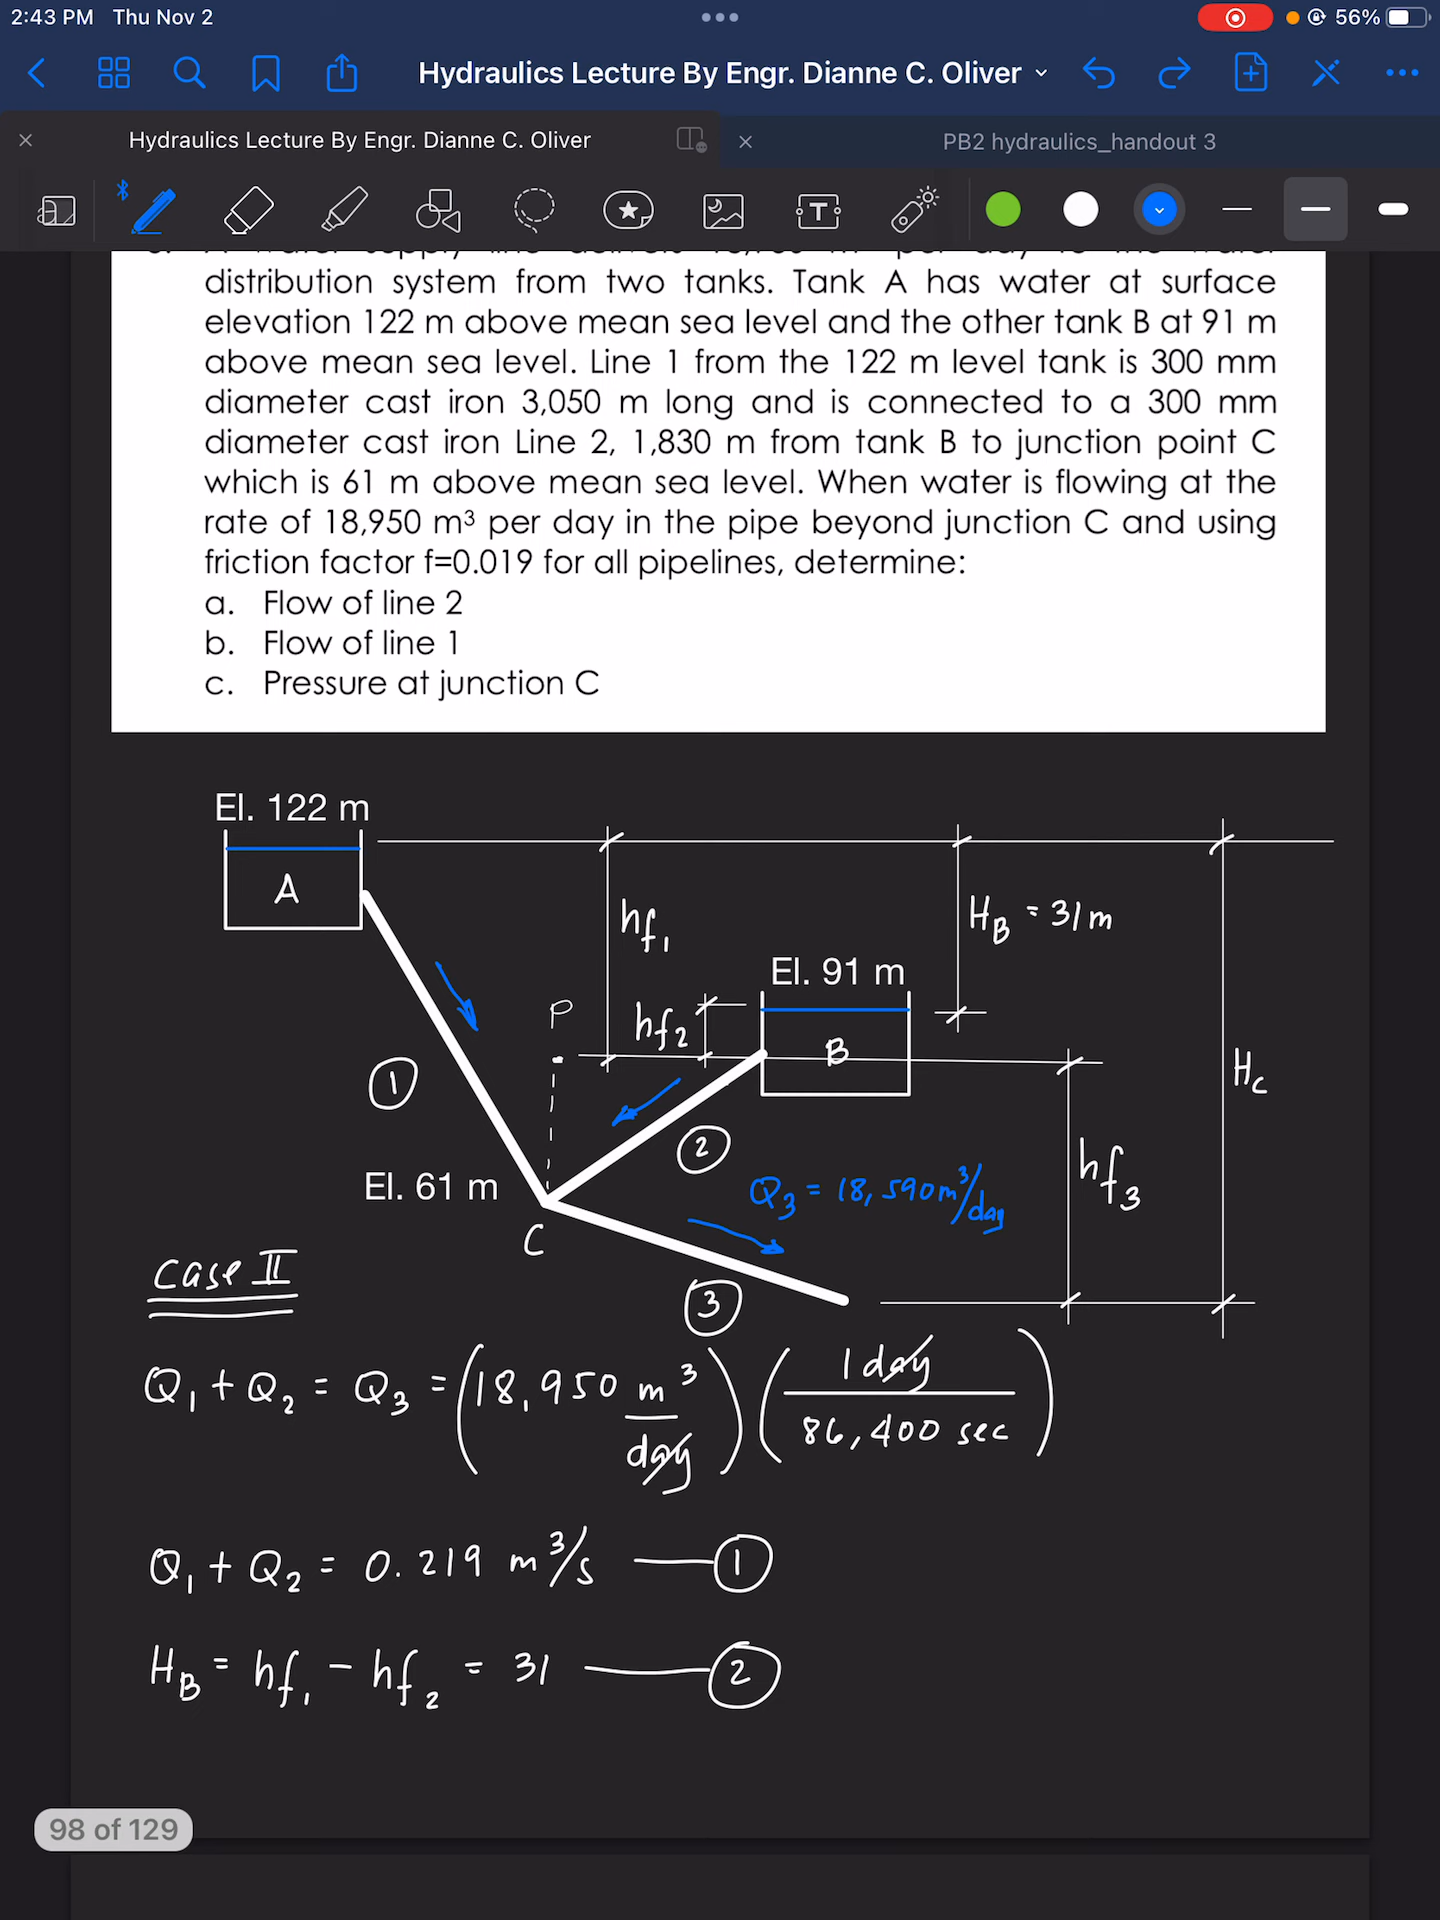 2:43 PM Thu Nov 2
56%
Hydraulics Lecture By Engr. Dianne C. Oliver
Hydraulics Lecture By Engr. Dianne C. Oliver
PB2 hydraulics_handout 3
T
distribution system from two tanks. Tank A has water at surface
elevation 122 m above mean sea level and the other tank B at 91 m
above mean sea level. Line 1 from the 122 m level tank is 300 mm
diameter cast iron 3,050 m long and is connected to a 300 mm
diameter cast iron Line 2, 1,830 m from tank B to junction point C
which is 61 m above mean sea level. When water is flowing at the
rate of 18,950 m³ per day in the pipe beyond junction C and using
friction factor f=0.019 for all pipelines, determine:
a. Flow of line 2
b. Flow of line 1
c. Pressure at junction C
El. 122 m
A
hf₁
H_B = 31 m
El. 91 m
P
hf₂
B
H_C
1
2
El. 61 m
Q₃ = 18,590 m³/day
hf₃
C
Case II
3
Q₁ + Q₂ = Q₃ = (18,950 m³/day) (1 day/86,400 sec)
Q₁ + Q₂ = 0.219 m³/s — 1
H_B = hf₁ - hf₂ = 31 — 2
98 of 129